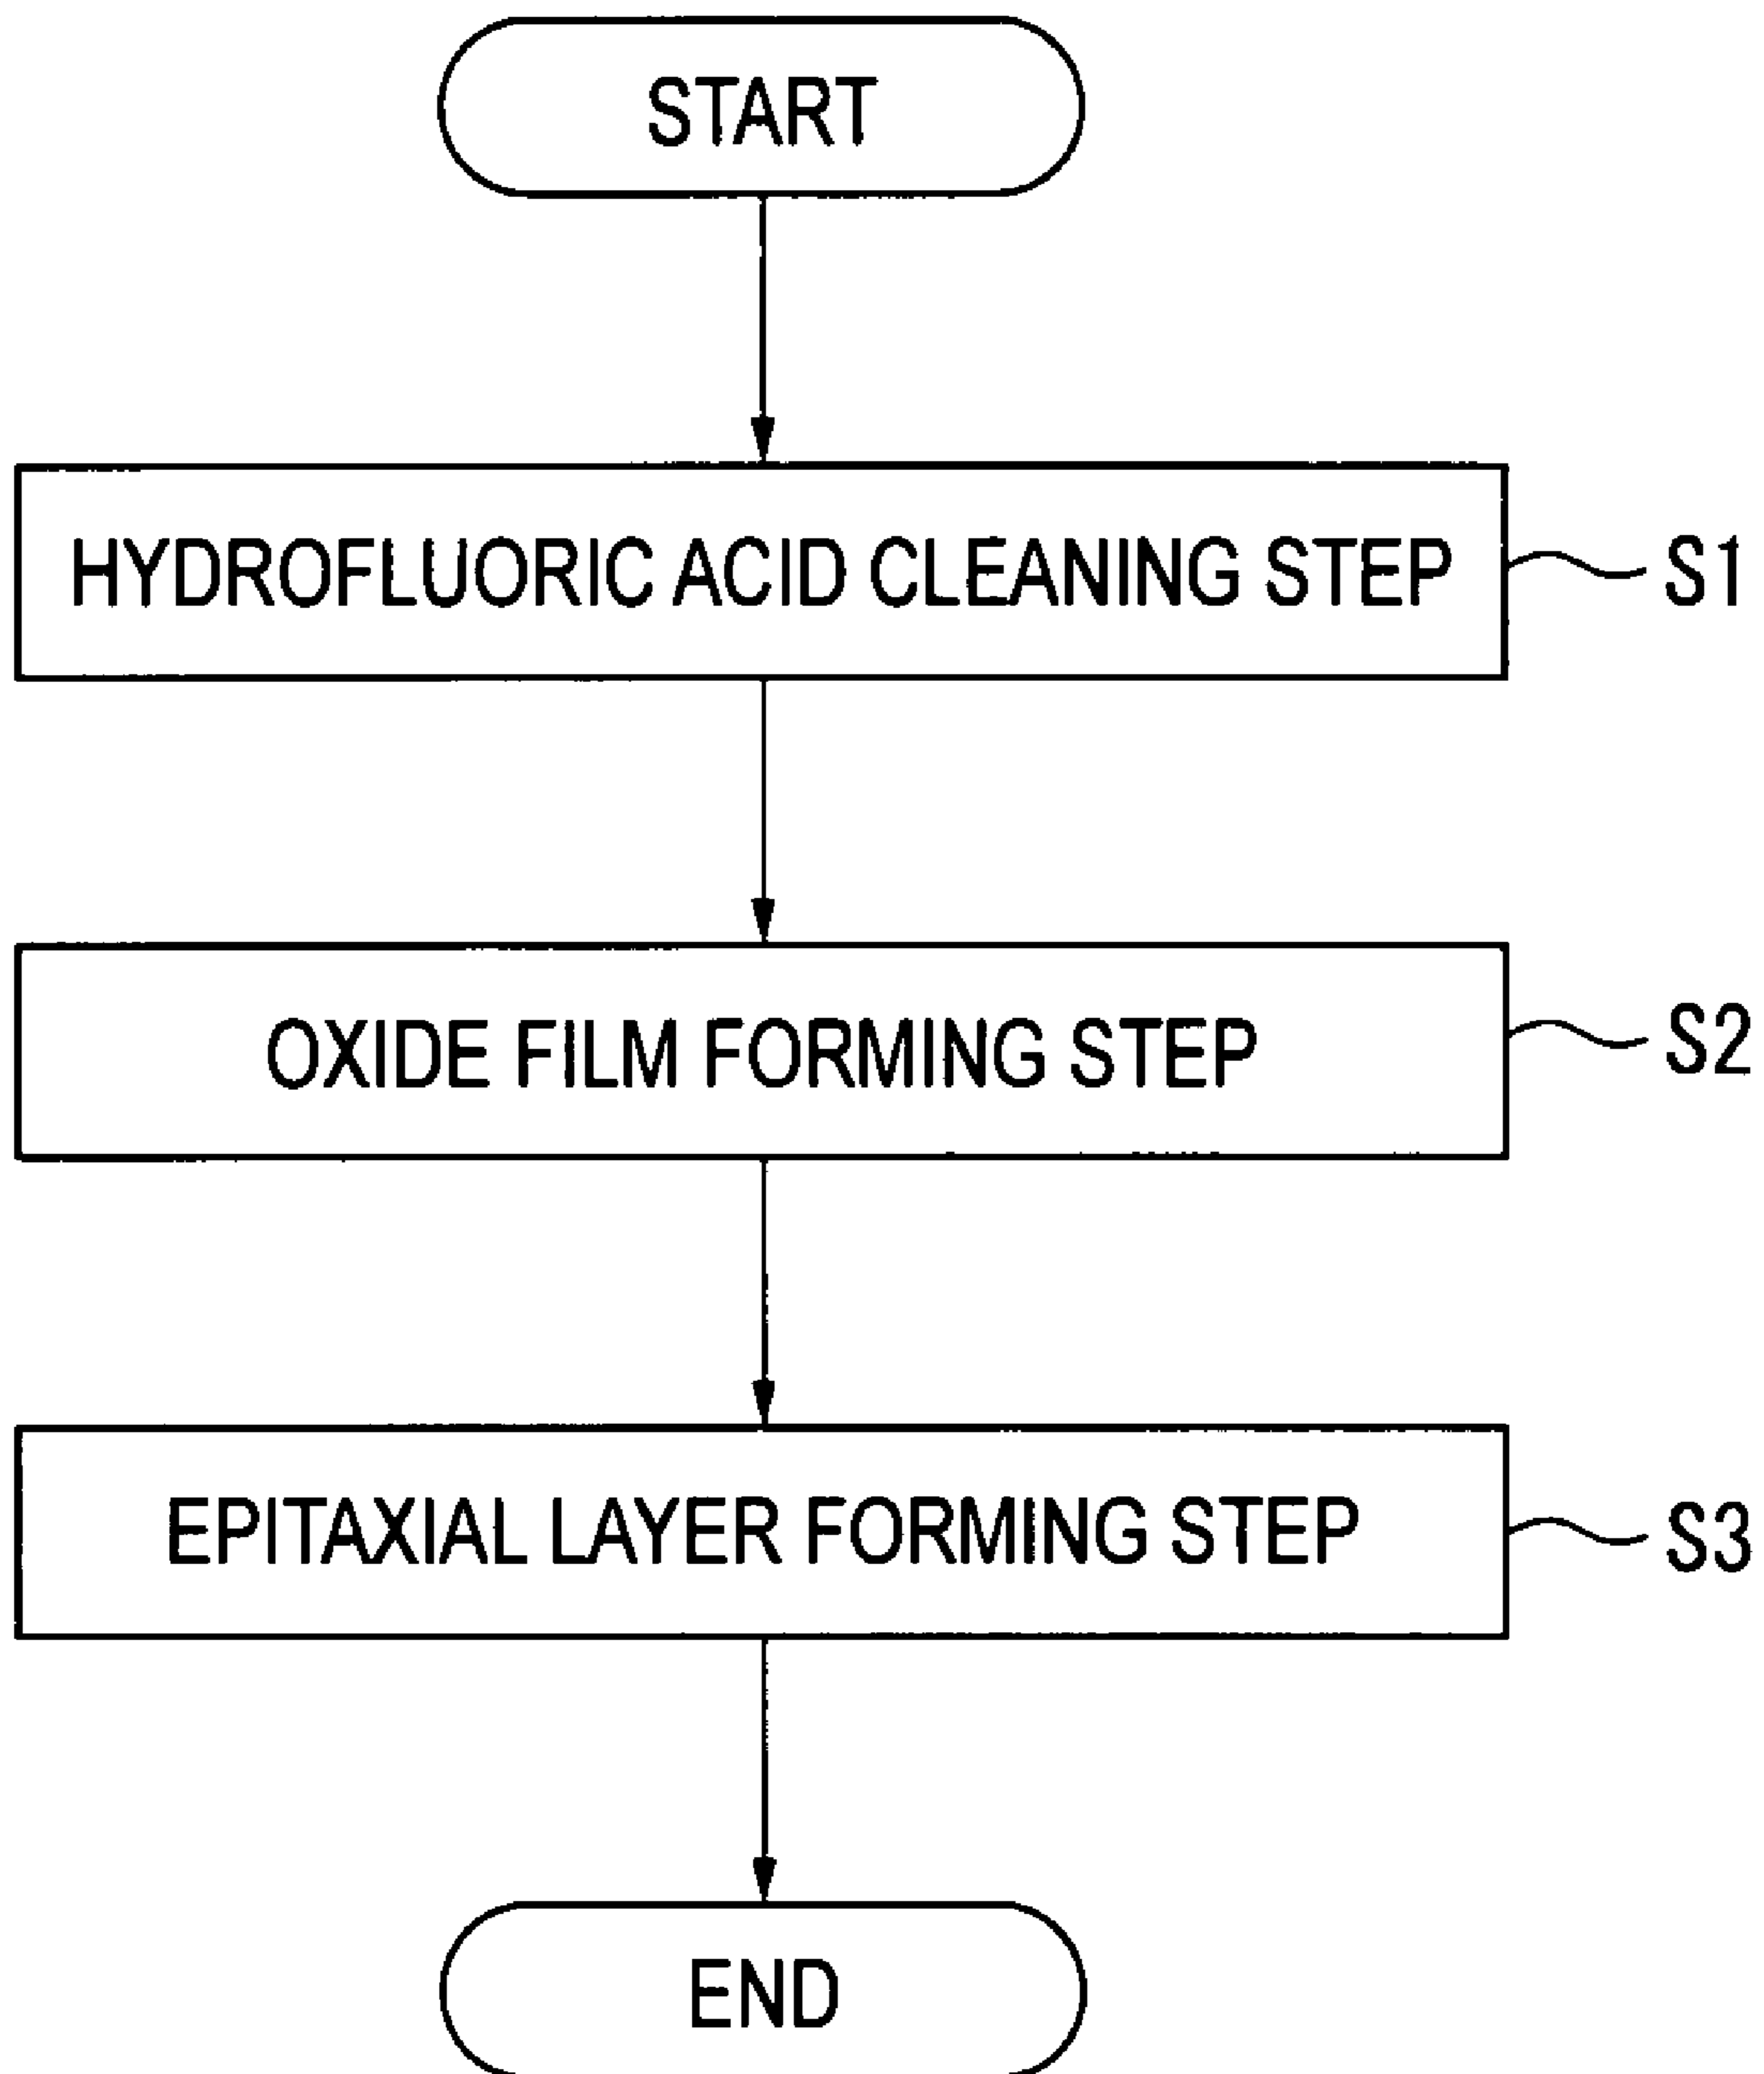 START
HYDROFLUORIC ACID CLEANING STEP S1
OXIDE FILM FORMING STEP S2
EPITAXIAL LAYER FORMING STEP S3
END